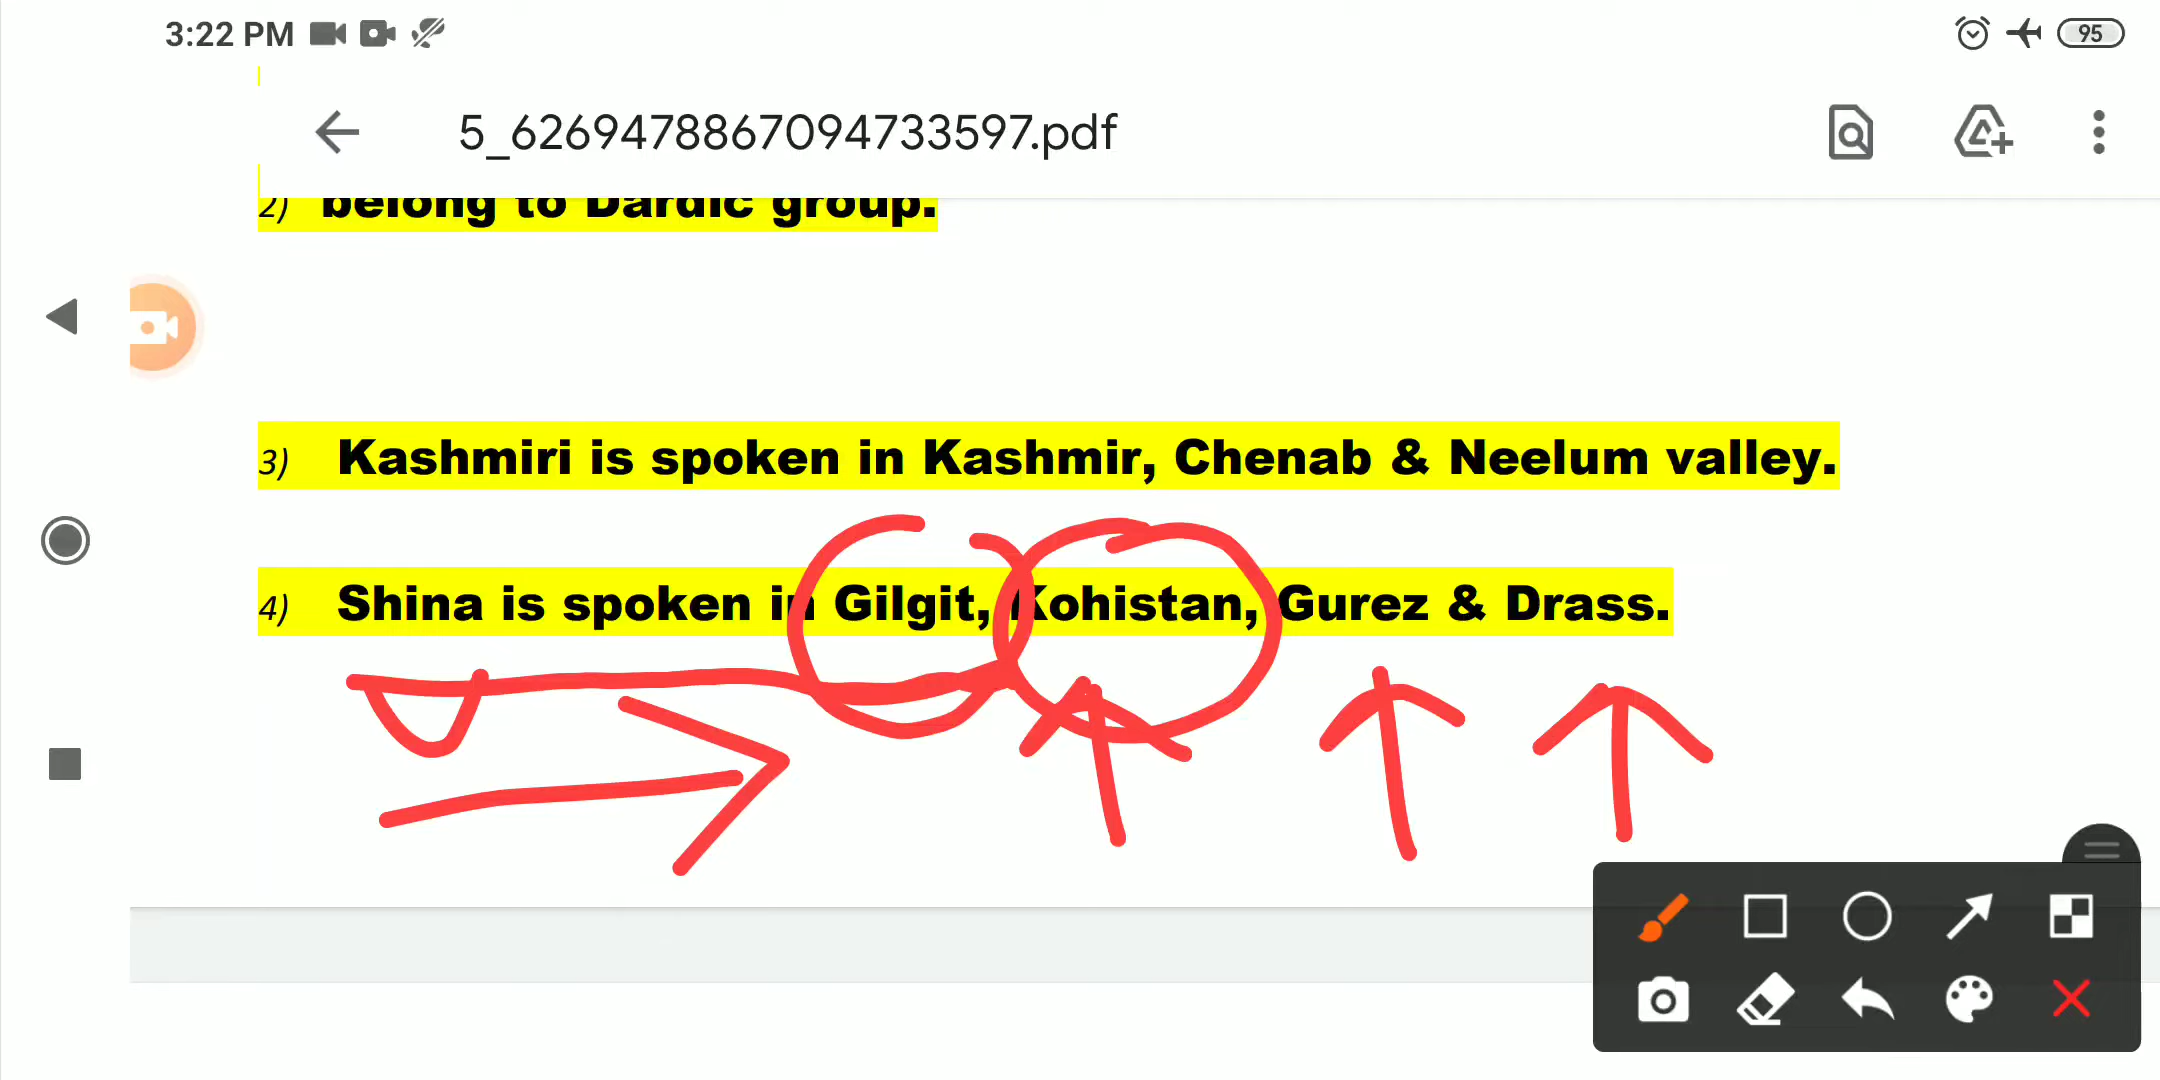 3:22 PM
95
5_6269478867094733597.pdf
2) belong to Dardic group.
3) Kashmiri is spoken in Kashmir, Chenab & Neelum valley.
4) Shina is spoken in Gilgit, Kohistan, Gurez & Drass.